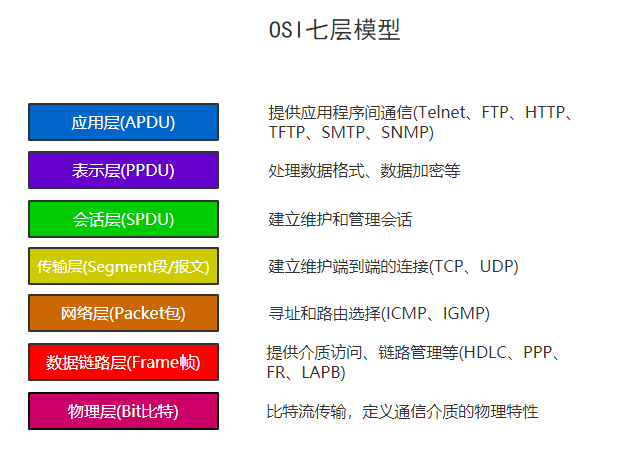 OSI七层模型
应用层(APDU)
提供应用程序间通信(Telnet、FTP、HTTP、
TFTP、SMTP、SNMP)
表示层(PPDU)
处理数据格式、数据加密等
会话层(SPDU)
建立维护和管理会话
传输层(Segment段/报文)
建立维护端到端的连接(TCP、UDP)
网络层(Packet包)
寻址和路由选择(ICMP、IGMP)
数据链路层(Frame帧)
提供介质访问、链路管理等(HDLC、PPP、
FR、LAPB)
物理层(Bit比特)
比特流传输，定义通信介质的物理特性